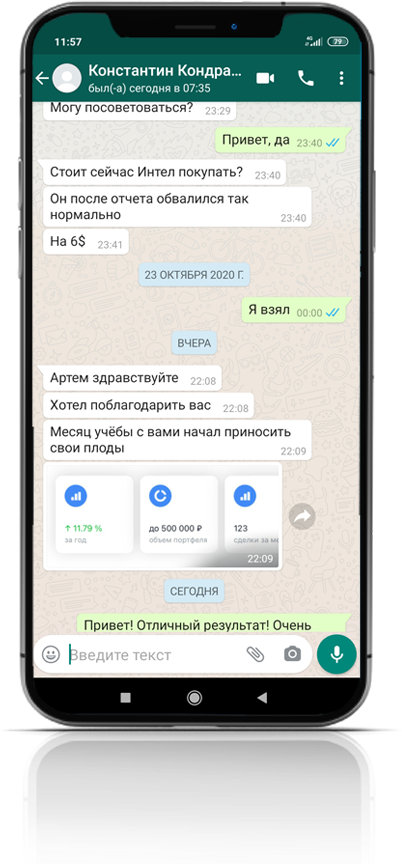 11:57
4G
79
Константин Кондра...
был(-а) сегодня в 07:35
Могу посоветоваться? 23:29
Привет, да 23:40
Стоит сейчас Интел покупать? 23:40
Он после отчета обвалился так
нормально 23:40
На 6$ 23:41
23 ОКТЯБРЯ 2020 Г.
Я взял 00:00
ВЧЕРА
Артем здравствуйте 22:08
Хотел поблагодарить вас 22:08
Месяц учёбы с вами начал приносить
свои плоды 22:09
↑ 11.79 % до 500 000 ₽ 123
за год объем портфеля сделки за ме
22:09
СЕГОДНЯ
Привет! Отличный результат! Очень
Введите текст